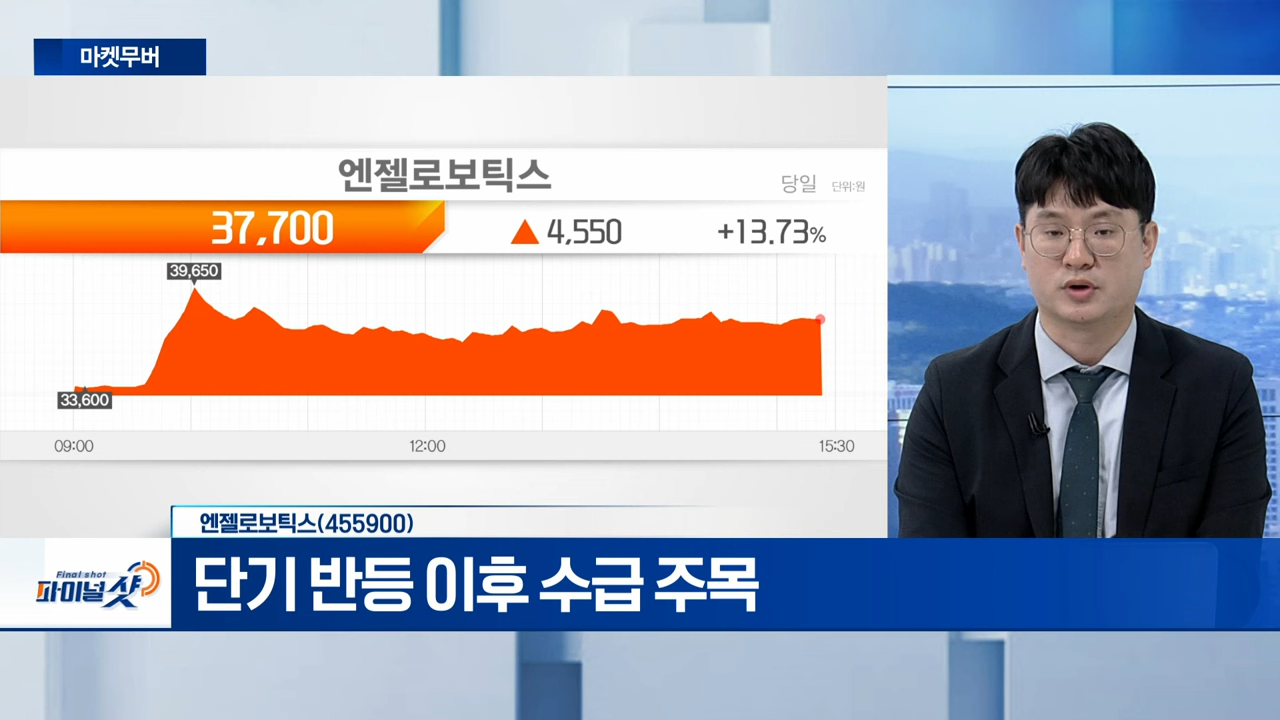 마켓무버
엔젤로보틱스
당일 단위:원
37,700 ▲ 4,550 +13.73%
39,650
33,600
09:00 12:00 15:30
엔젤로보틱스(455900)
Final shot
파이널샷
단기 반등 이후 수급 주목